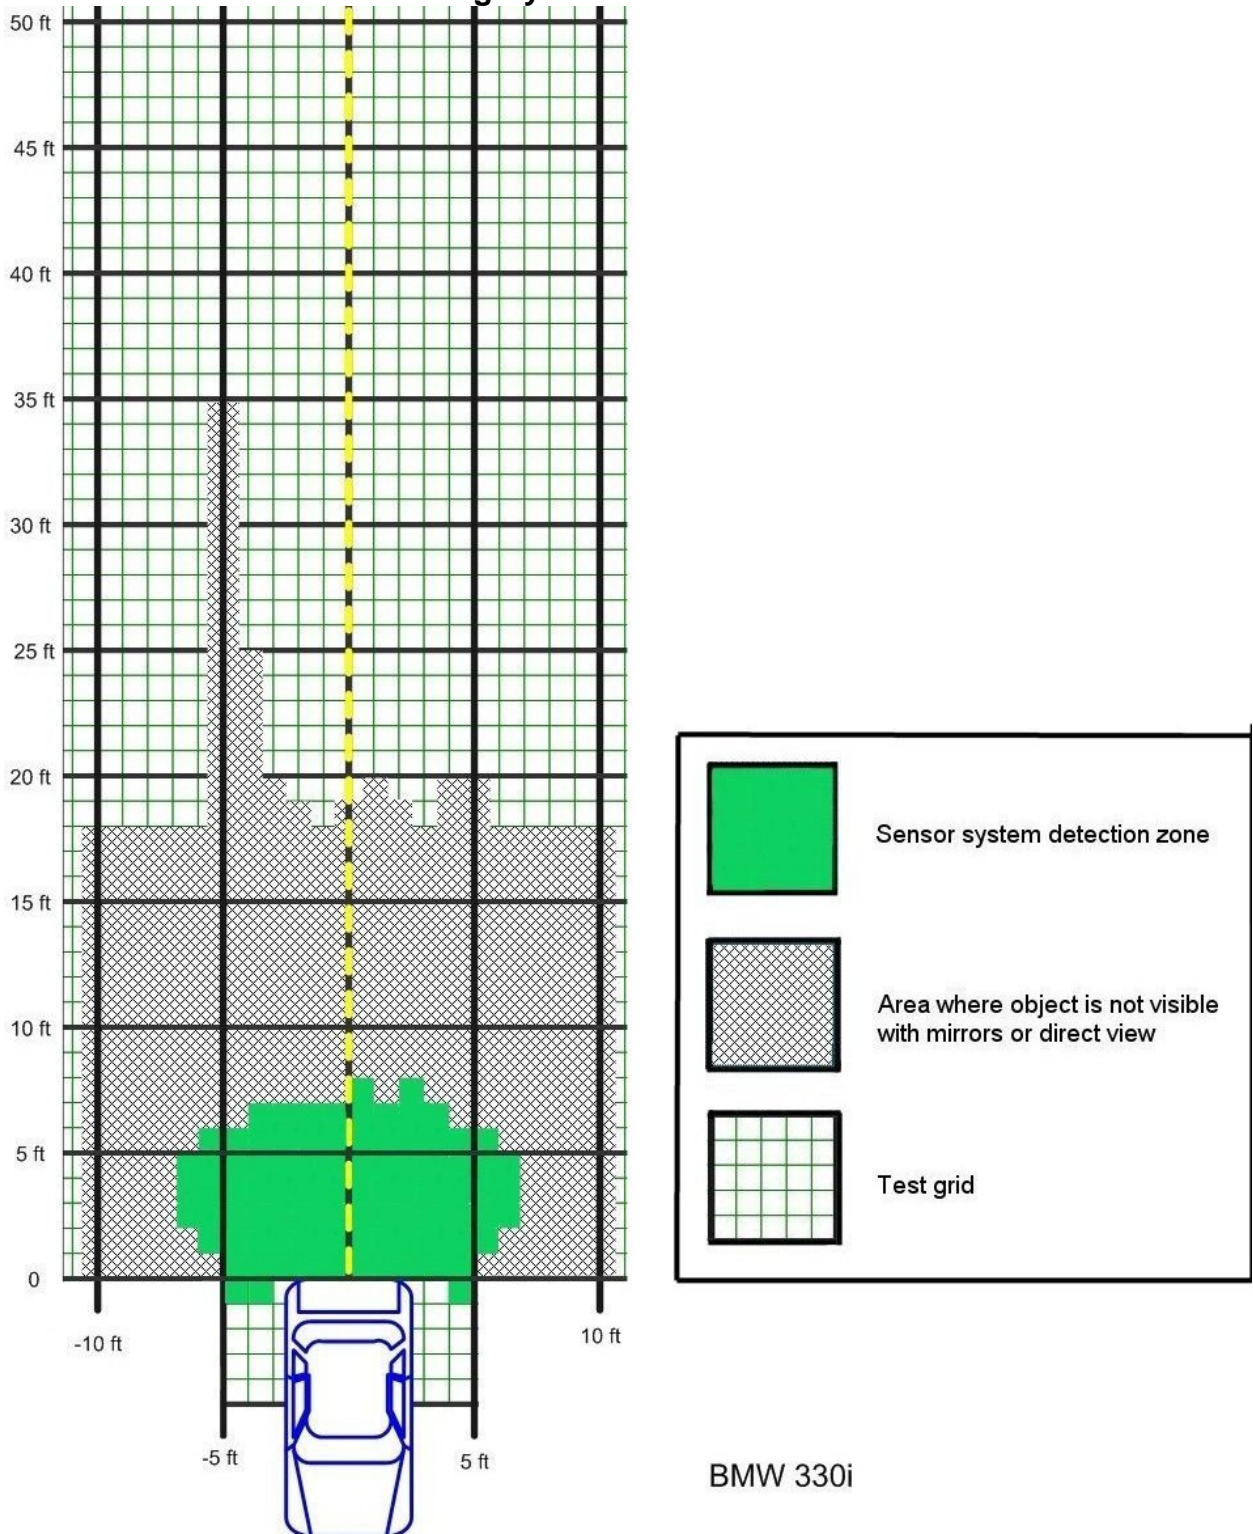 50 ft
45 ft
40 ft
35 ft
30 ft
25 ft
20 ft
15 ft
10 ft
5 ft
0
-10 ft
10 ft
-5 ft
5 ft
Sensor system detection zone
Area where object is not visible
with mirrors or direct view
Test grid
BMW 330i